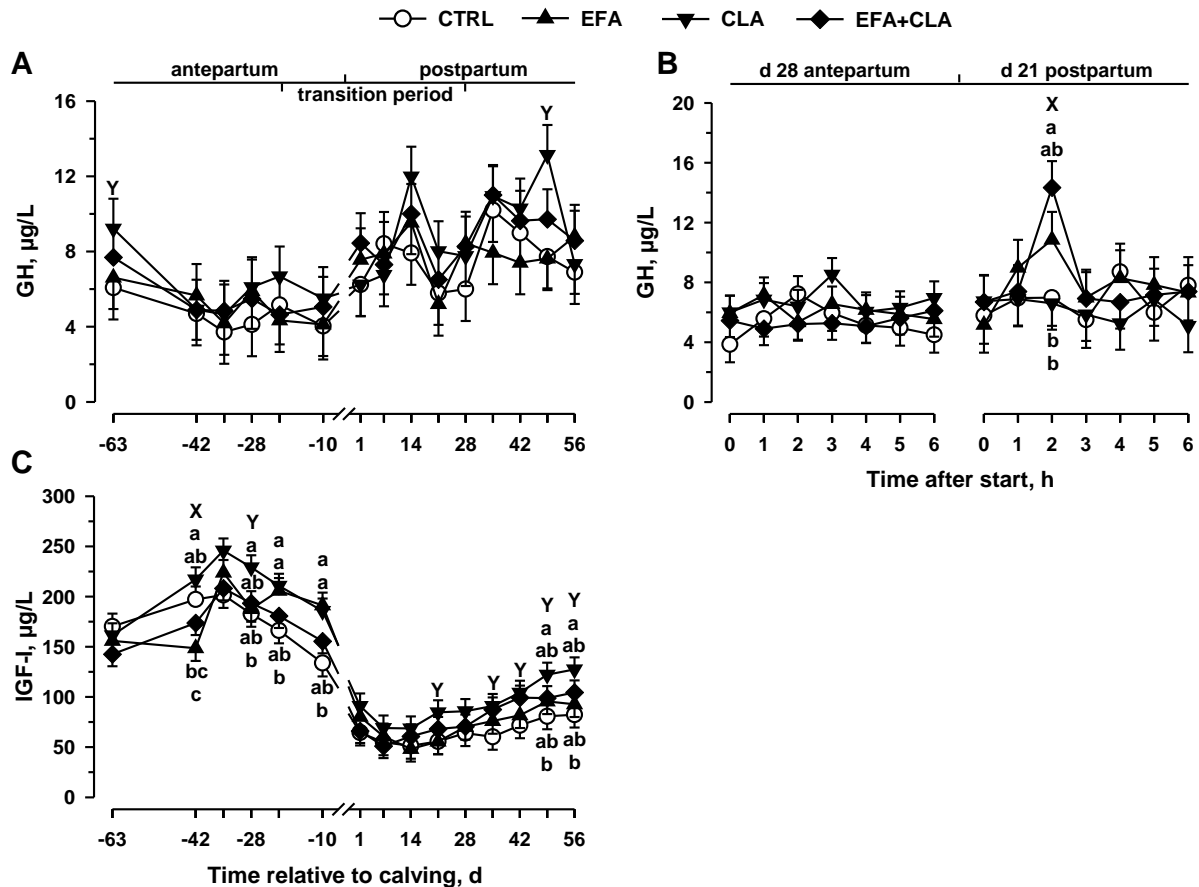 CTRL EFA CLA EFA+CLA
A
antepartum postpartum
transition period
16
12
8
4
0
GH, µg/L
Y
Y
-63 -42 -28 -10 1 14 28 42 56
B
d 28 antepartum d 21 postpartum
20
16
12
8
4
0
GH, µg/L
X
a
ab
b
b
0 1 2 3 4 5 6 0 1 2 3 4 5 6
Time after start, h
C
300
250
200
150
100
50
0
IGF-I, µg/L
X
a
ab
bc
c
Y
a
ab
ab
b
a
a
ab
b
a
a
ab
b
Y
Y
Y
Y
a
ab
ab
b
Y
a
ab
ab
b
-63 -42 -28 -10 1 14 28 42 56
Time relative to calving, d